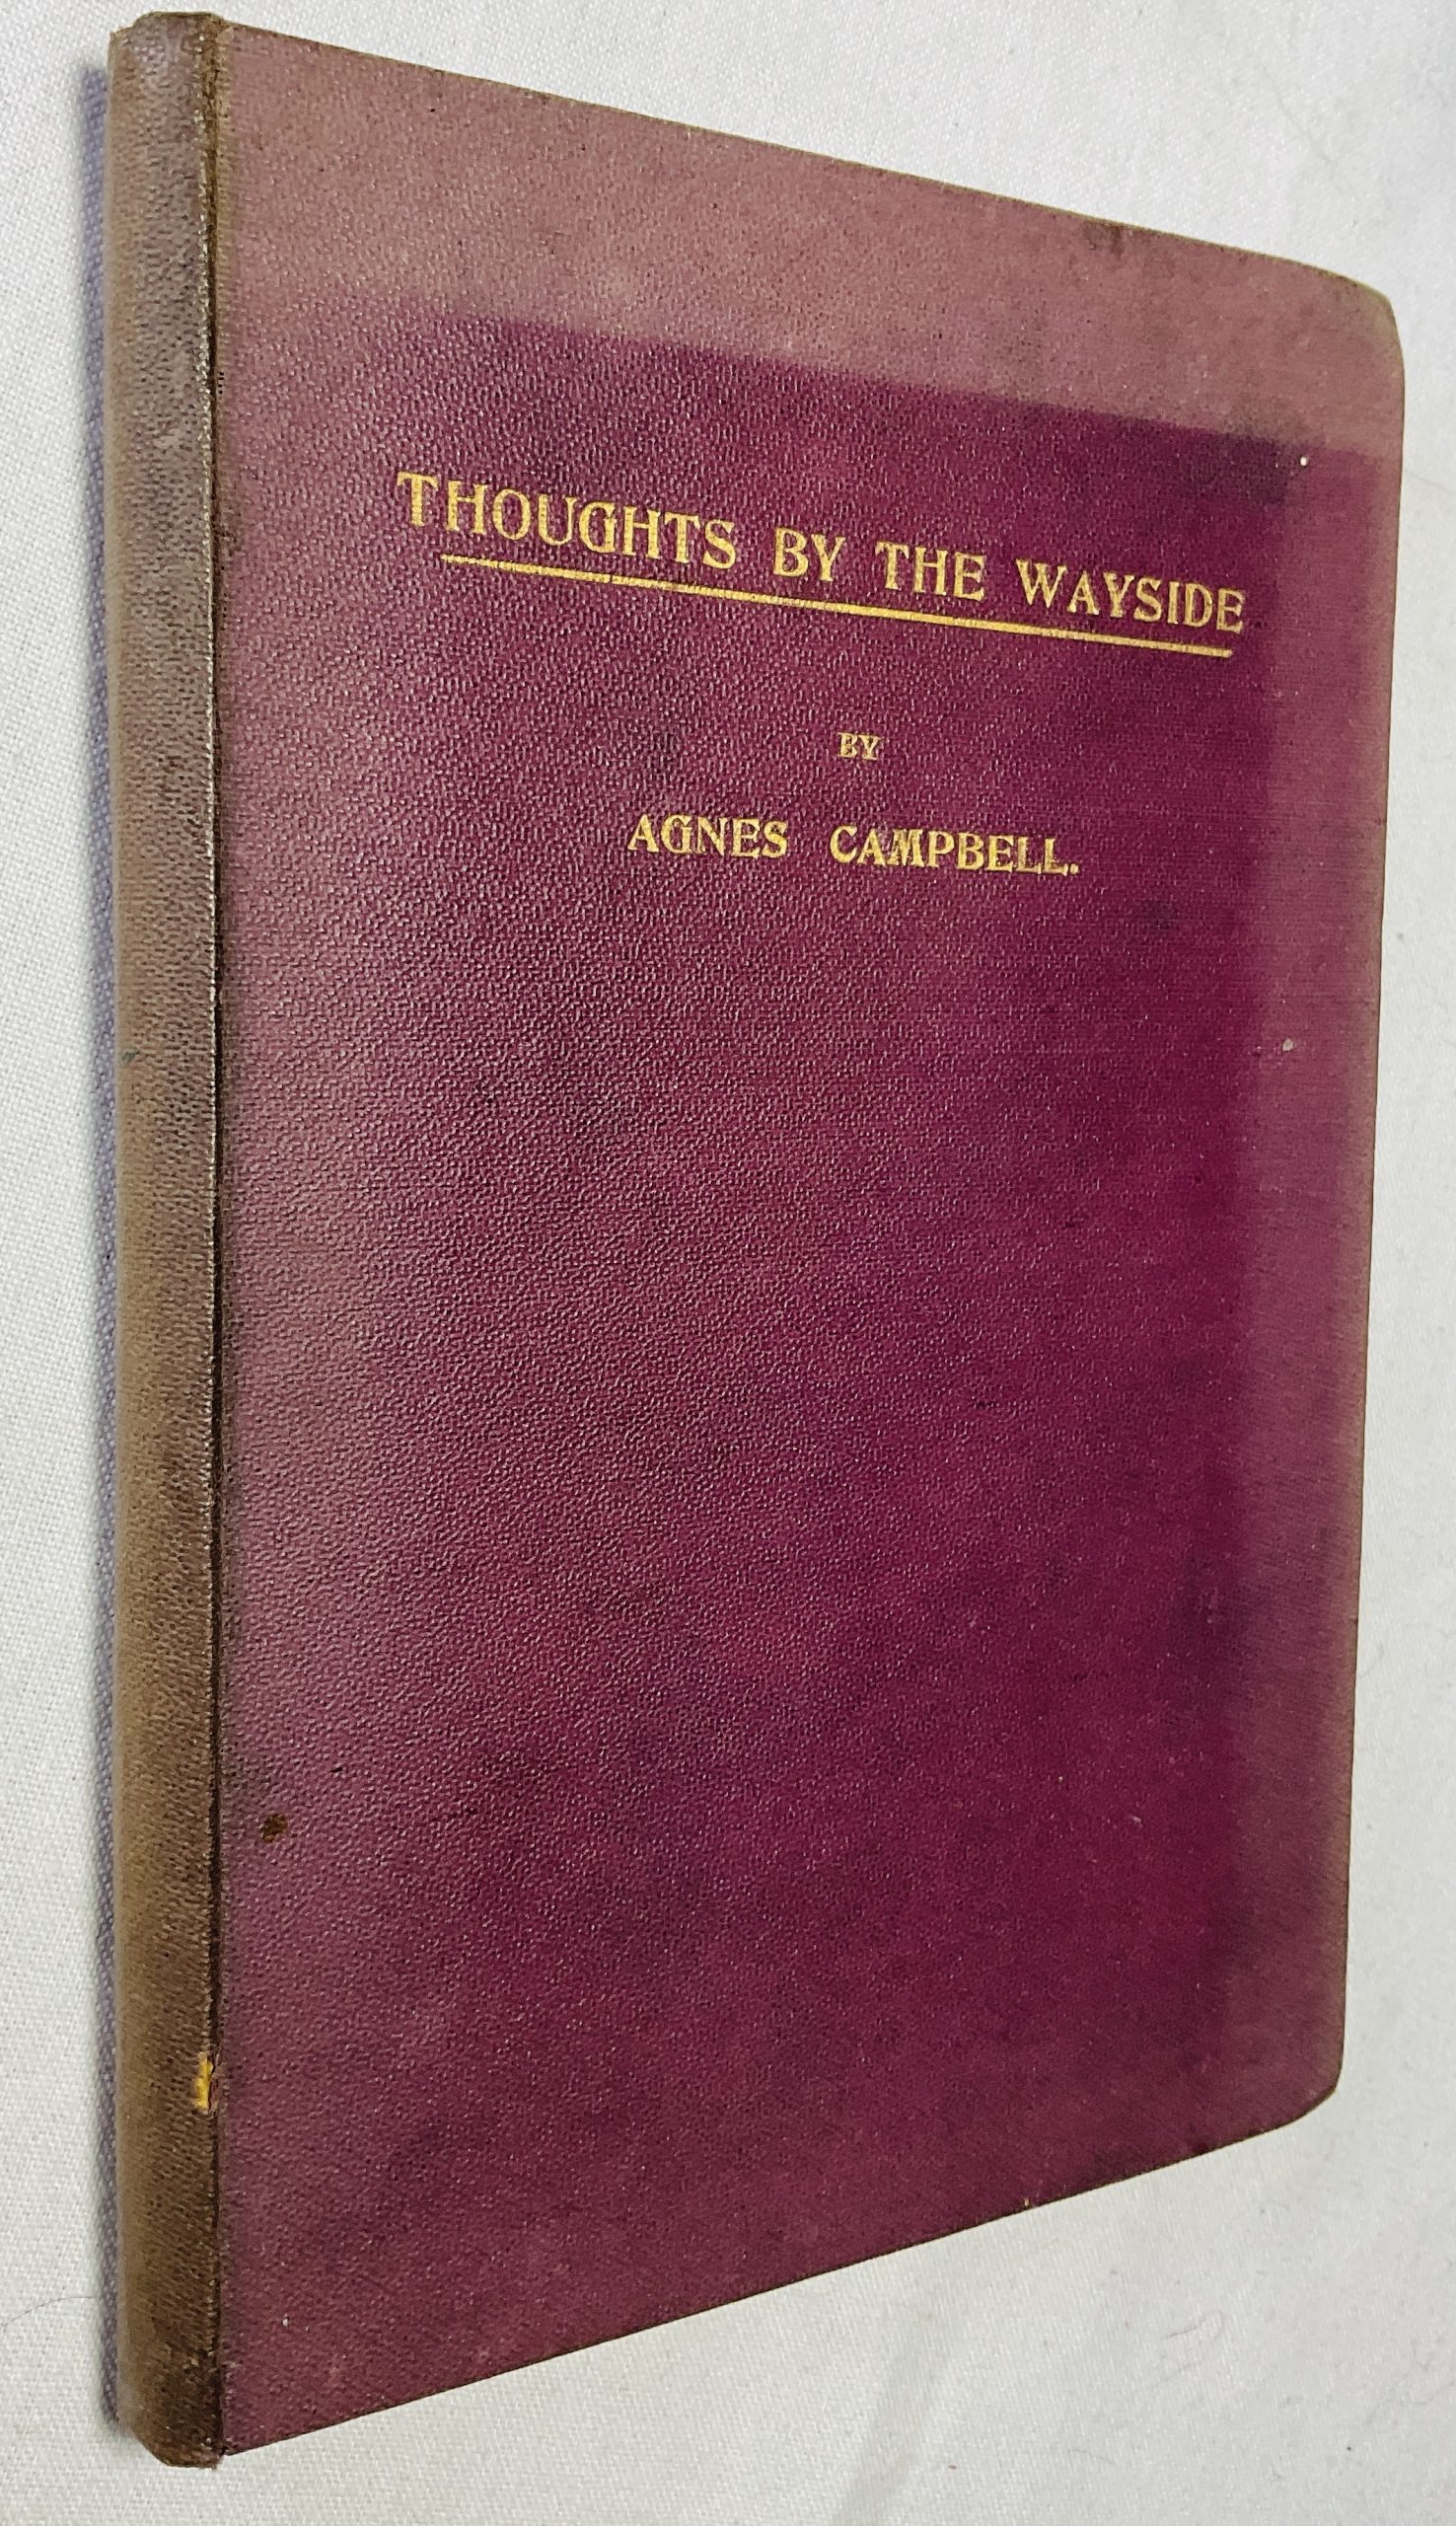 THOUGHTS BY THE WAYSIDE
BY
AGNES CAMPBELL.